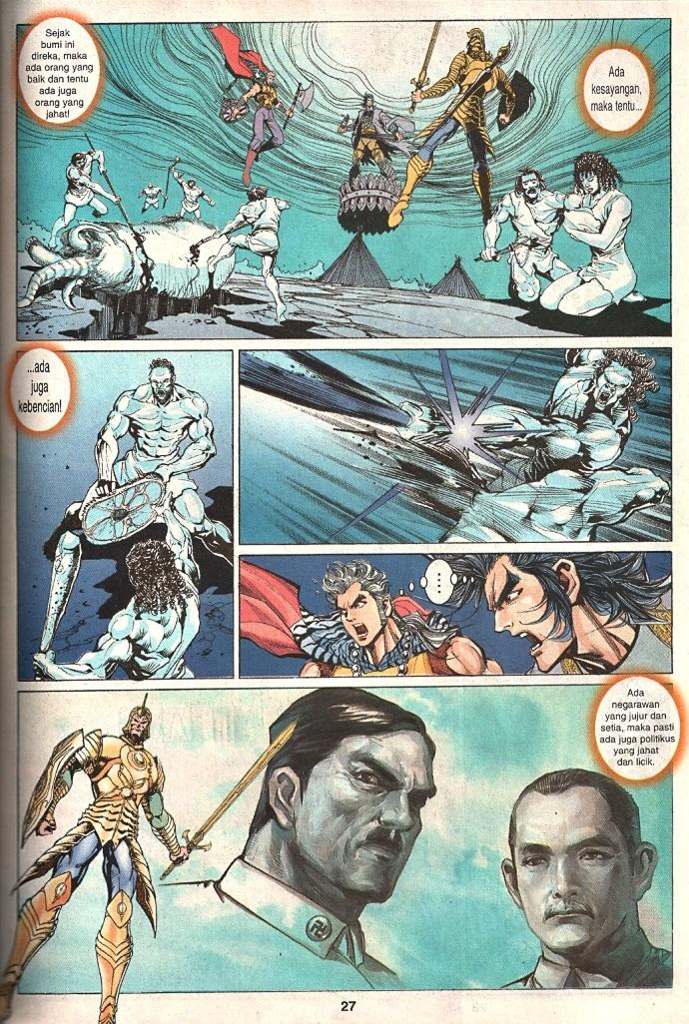 Sejak
bumi ini
direka, maka
ada orang yang
baik dan tentu
ada juga
orang yang
jahat!
Ada
kesayangan,
maka tentu...
...ada
juga
kebencian!
...
Ada
negarawan
yang jujur dan
setia, maka pasti
ada juga politikus
yang jahat
dan licik.
27